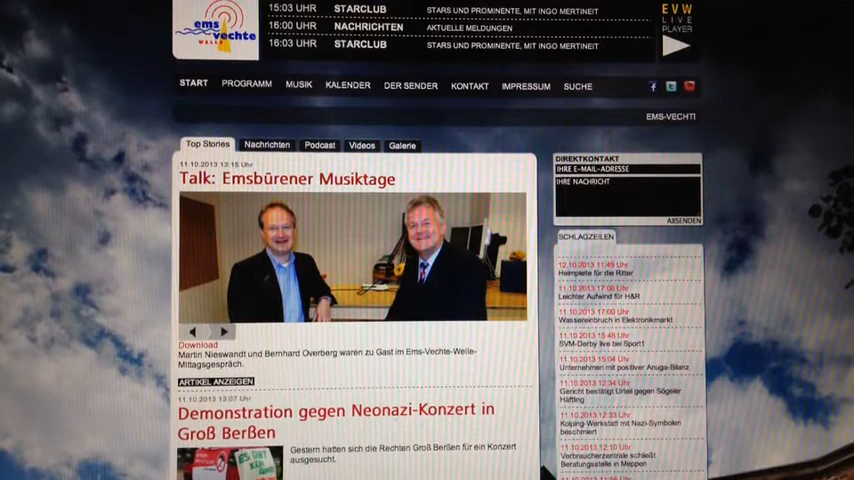 ems
vechte
WELLE
15:03 UHR STARCLUB STARS UND PROMINENTE, MIT INGO MERTINEIT
16:00 UHR NACHRICHTEN AKTUELLE MELDUNGEN
16:03 UHR STARCLUB STARS UND PROMINENTE, MIT INGO MERTINEIT
EVW
LIVE
PLAYER
START PROGRAMM MUSIK KALENDER DER SENDER KONTAKT IMPRESSUM SUCHE
EMS-VECHTI
Top Stories Nachrichten Podcast Videos Galerie
11.10.2013 13:15 Uhr
Talk: Emsbürener Musiktage
Download
Martin Nieswandt und Bernhard Overberg waren zu Gast im Ems-Vechte-Welle-
Mittagsgespräch.
ARTIKEL ANZEIGEN
11.10.2013 13:07 Uhr
Demonstration gegen Neonazi-Konzert in
Groß Berßen
ES GIBT
KEIN
Gestern hatten sich die Rechten Groß Berßen für ein Konzert
ausgesucht.
DIREKTKONTAKT
IHRE E-MAIL-ADRESSE
IHRE NACHRICHT
ABSENDEN
SCHLAGZEILEN
12.10.2013 11:49 Uhr
Heimpleite für die Ritter
11.10.2013 17:08 Uhr
Leichter Aufwind für H&R
11.10.2013 17:00 Uhr
Wassereinbruch in Elektronikmarkt
11.10.2013 15:48 Uhr
SVM-Derby live bei Sport1
11.10.2013 15:04 Uhr
Unternehmen mit positiver Anuga-Bilanz
11.10.2013 12:34 Uhr
Gericht bestätigt Urteil gegen Sögeler
Häftling
11.10.2013 12:33 Uhr
Kolping-Werkstatt mit Nazi-Symbolen
beschmiert
11.10.2013 12:10 Uhr
Verbraucherzentrale schließt
Beratungsstelle in Meppen